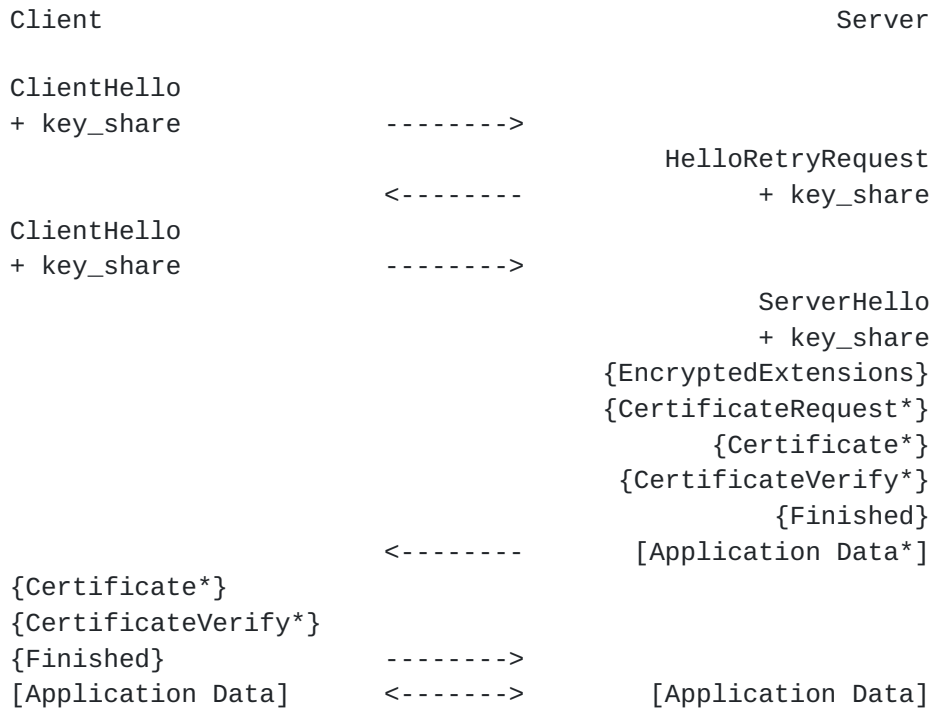 Client                                               Server

ClientHello
+ key_share             -------->
                                          HelloRetryRequest
                        <--------               + key_share
ClientHello
+ key_share             -------->
                                                ServerHello
                                                + key_share
                                      {EncryptedExtensions}
                                      {CertificateRequest*}
                                             {Certificate*}
                                       {CertificateVerify*}
                                                 {Finished}
                        <--------       [Application Data*]
{Certificate*}
{CertificateVerify*}
{Finished}              -------->
[Application Data]      <------->        [Application Data]